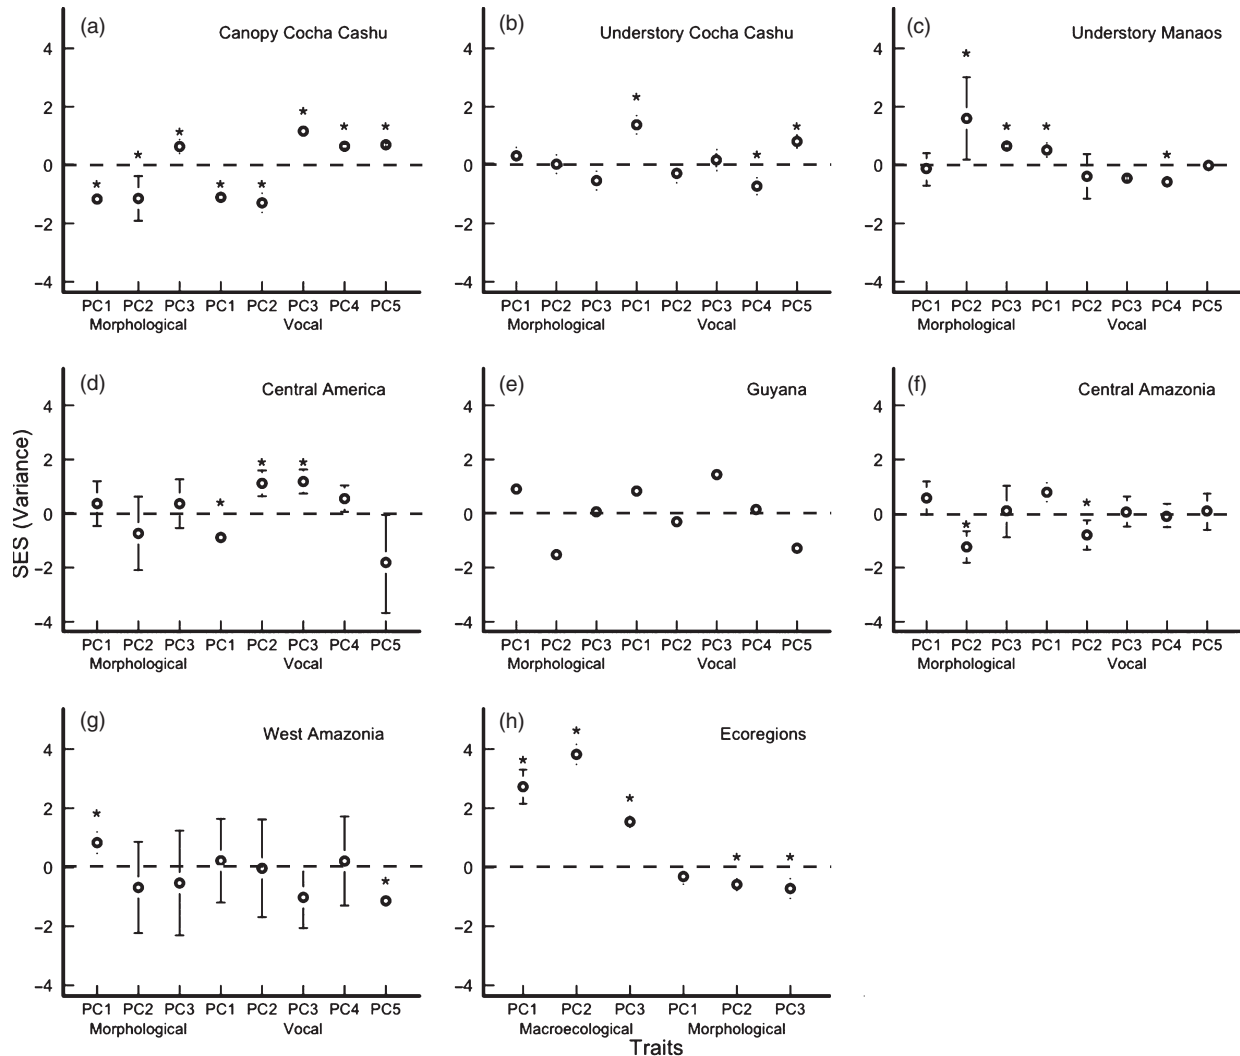 (a) Canopy Cocha Cashu
4
2
0
−2
−4
* * * * * * * *
PC1 PC2 PC3 PC1 PC2 PC3 PC4 PC5
Morphological Vocal
(b) Understory Cocha Cashu
4
2
0
−2
−4
* * *
PC1 PC2 PC3 PC1 PC2 PC3 PC4 PC5
Morphological Vocal
(c) Understory Manaos
4
2
0
−2
−4
* * * *
PC1 PC2 PC3 PC1 PC2 PC3 PC4 PC5
Morphological Vocal
SES (Variance)
(d) Central America
4
2
0
−2
−4
* * *
PC1 PC2 PC3 PC1 PC2 PC3 PC4 PC5
Morphological Vocal
(e) Guyana
4
2
0
−2
−4
PC1 PC2 PC3 PC1 PC2 PC3 PC4 PC5
Morphological Vocal
(f) Central Amazonia
4
2
0
−2
−4
* *
PC1 PC2 PC3 PC1 PC2 PC3 PC4 PC5
Morphological Vocal
(g) West Amazonia
4
2
0
−2
−4
* *
PC1 PC2 PC3 PC1 PC2 PC3 PC4 PC5
Morphological Vocal
(h) Ecoregions
4
2
0
−2
−4
* * * * *
PC1 PC2 PC3 PC1 PC2 PC3
Macroecological Morphological
Traits